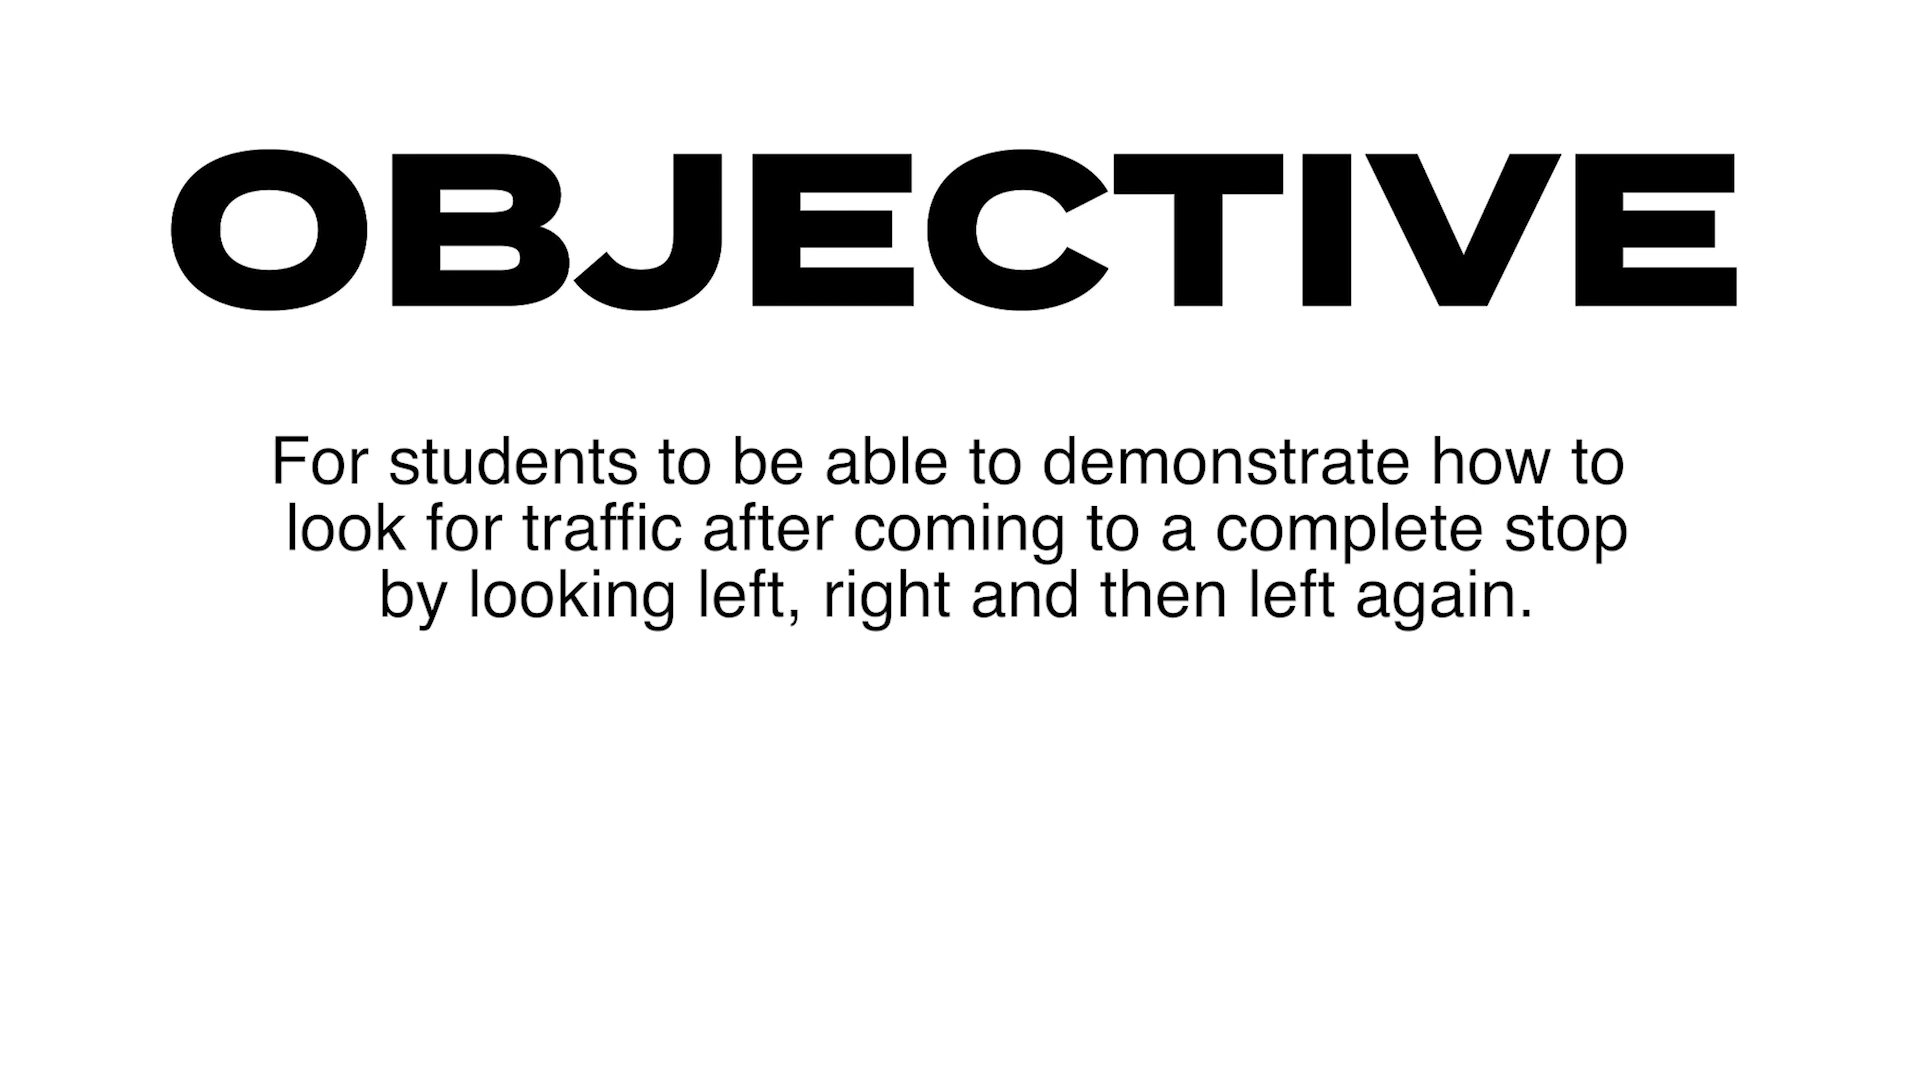 OBJECTIVE
For students to be able to demonstrate how to
look for traffic after coming to a complete stop
by looking left, right and then left again.